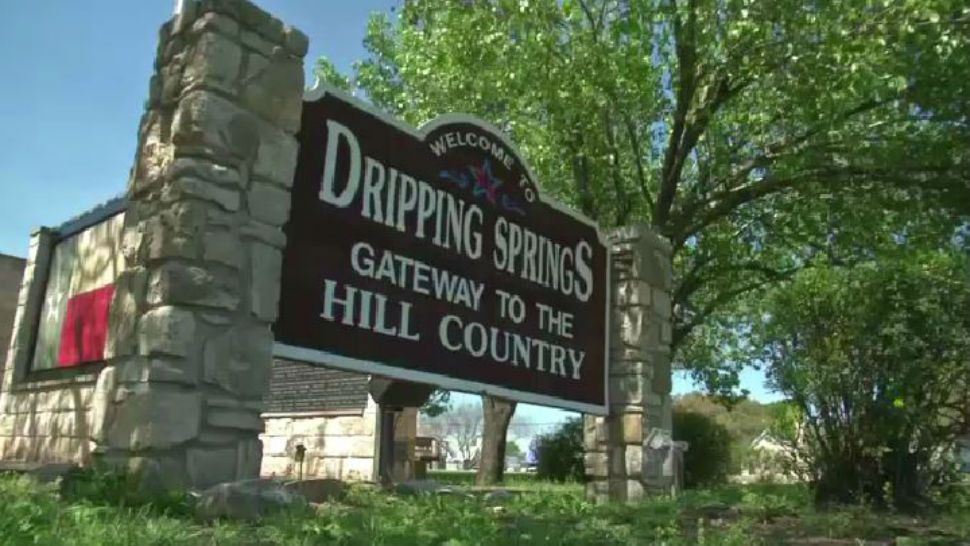 WELCOME TO
DRIPPING SPRINGS
GATEWAY TO THE
HILL COUNTRY